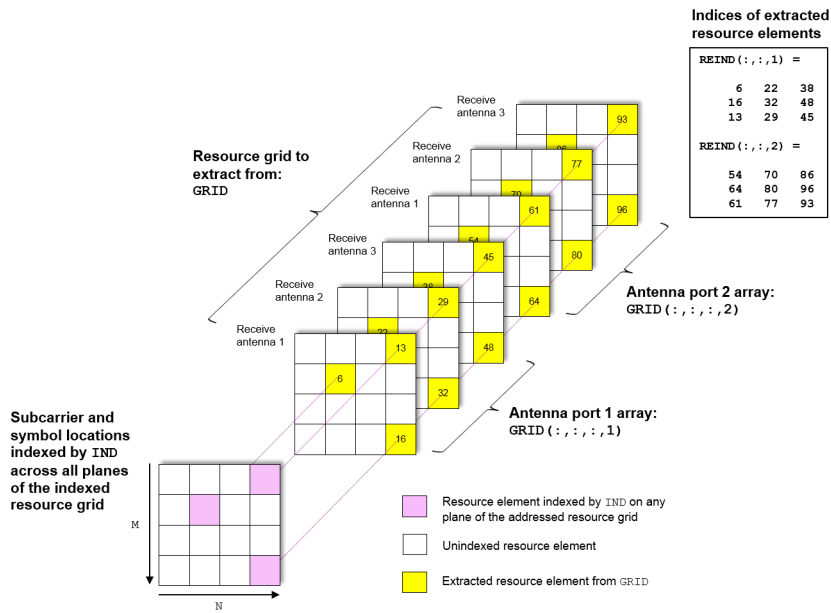 Indices of extracted
resource elements
REIND(:,:,1) =
6 22 38
16 32 48
13 29 45
REIND(:,:,2) =
54 70 86
64 80 96
61 77 93
Receive
antenna 3
93
Receive
antenna 2
77
Resource grid to
extract from:
GRID
Receive
antenna 1
70
61
96
Receive
antenna 3
54
45
80
Receive
antenna 2
38
29
64
Antenna port 2 array:
GRID(:,:,:,2)
Receive
antenna 1
22
13
48
6
32
Antenna port 1 array:
GRID(:,:,:,1)
16
Subcarrier and
symbol locations
indexed by IND
across all planes
of the indexed
resource grid
M
N
Resource element indexed by IND on any
plane of the addressed resource grid
Unindexed resource element
Extracted resource element from GRID